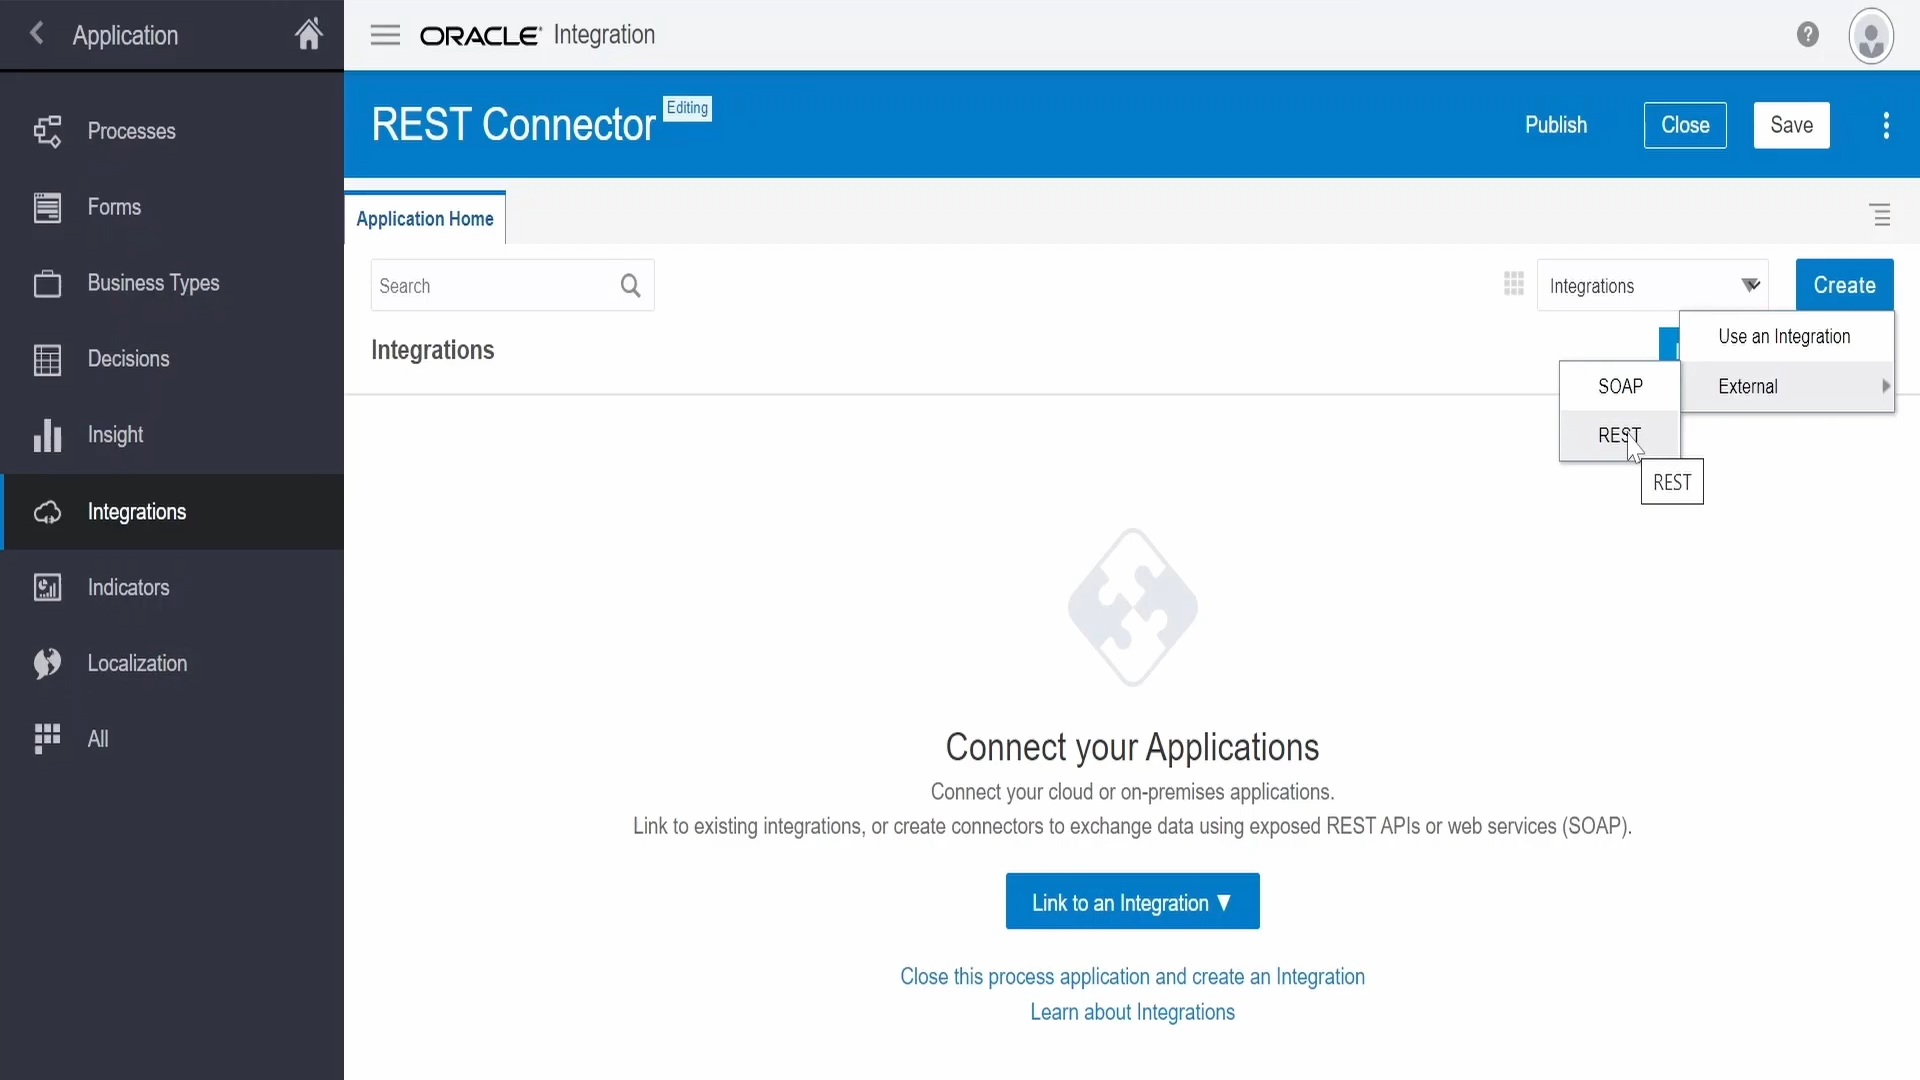 Application
ORACLE Integration
?
REST Connector Editing
Publish
Close
Save
Processes
Forms
Business Types
Decisions
Insight
Integrations
Indicators
Localization
All
Application Home
Search
Integrations
Create
Integrations
Use an Integration
External
SOAP
REST
REST
Connect your Applications
Connect your cloud or on-premises applications.
Link to existing integrations, or create connectors to exchange data using exposed REST APIs or web services (SOAP).
Link to an Integration ▼
Close this process application and create an Integration
Learn about Integrations